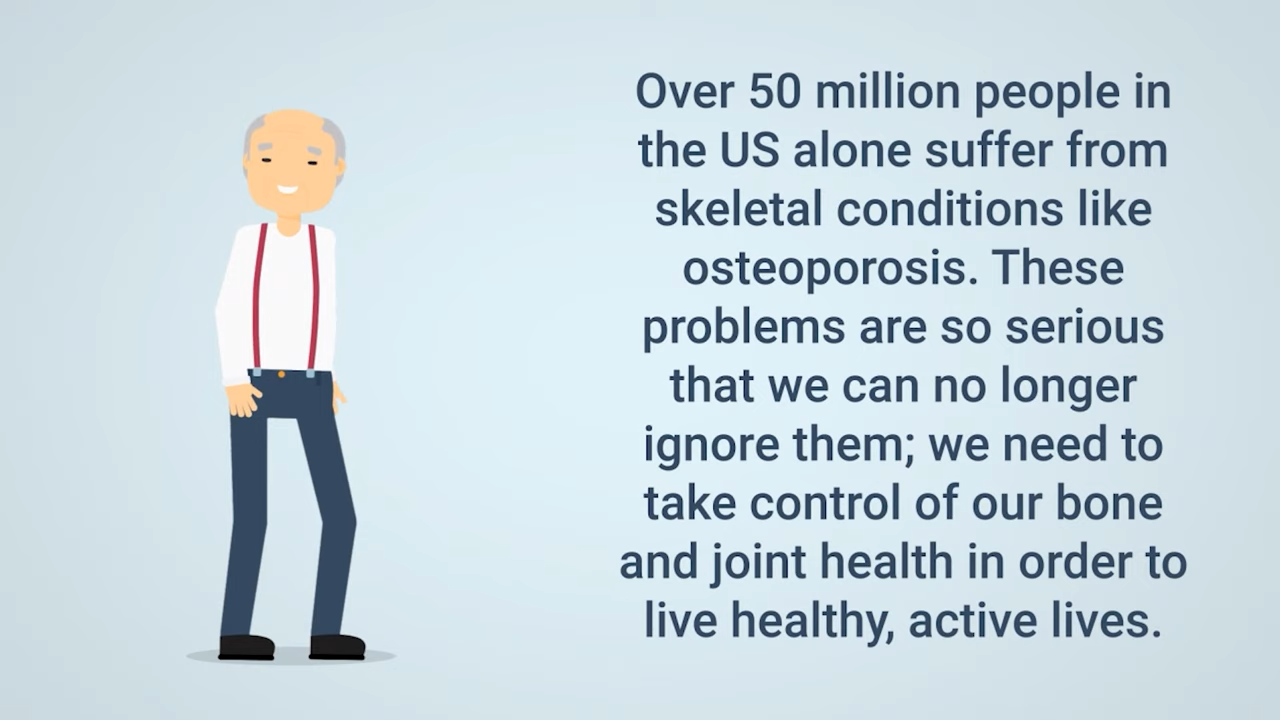 Over 50 million people in
the US alone suffer from
skeletal conditions like
osteoporosis. These
problems are so serious
that we can no longer
ignore them; we need to
take control of our bone
and joint health in order to
live healthy, active lives.